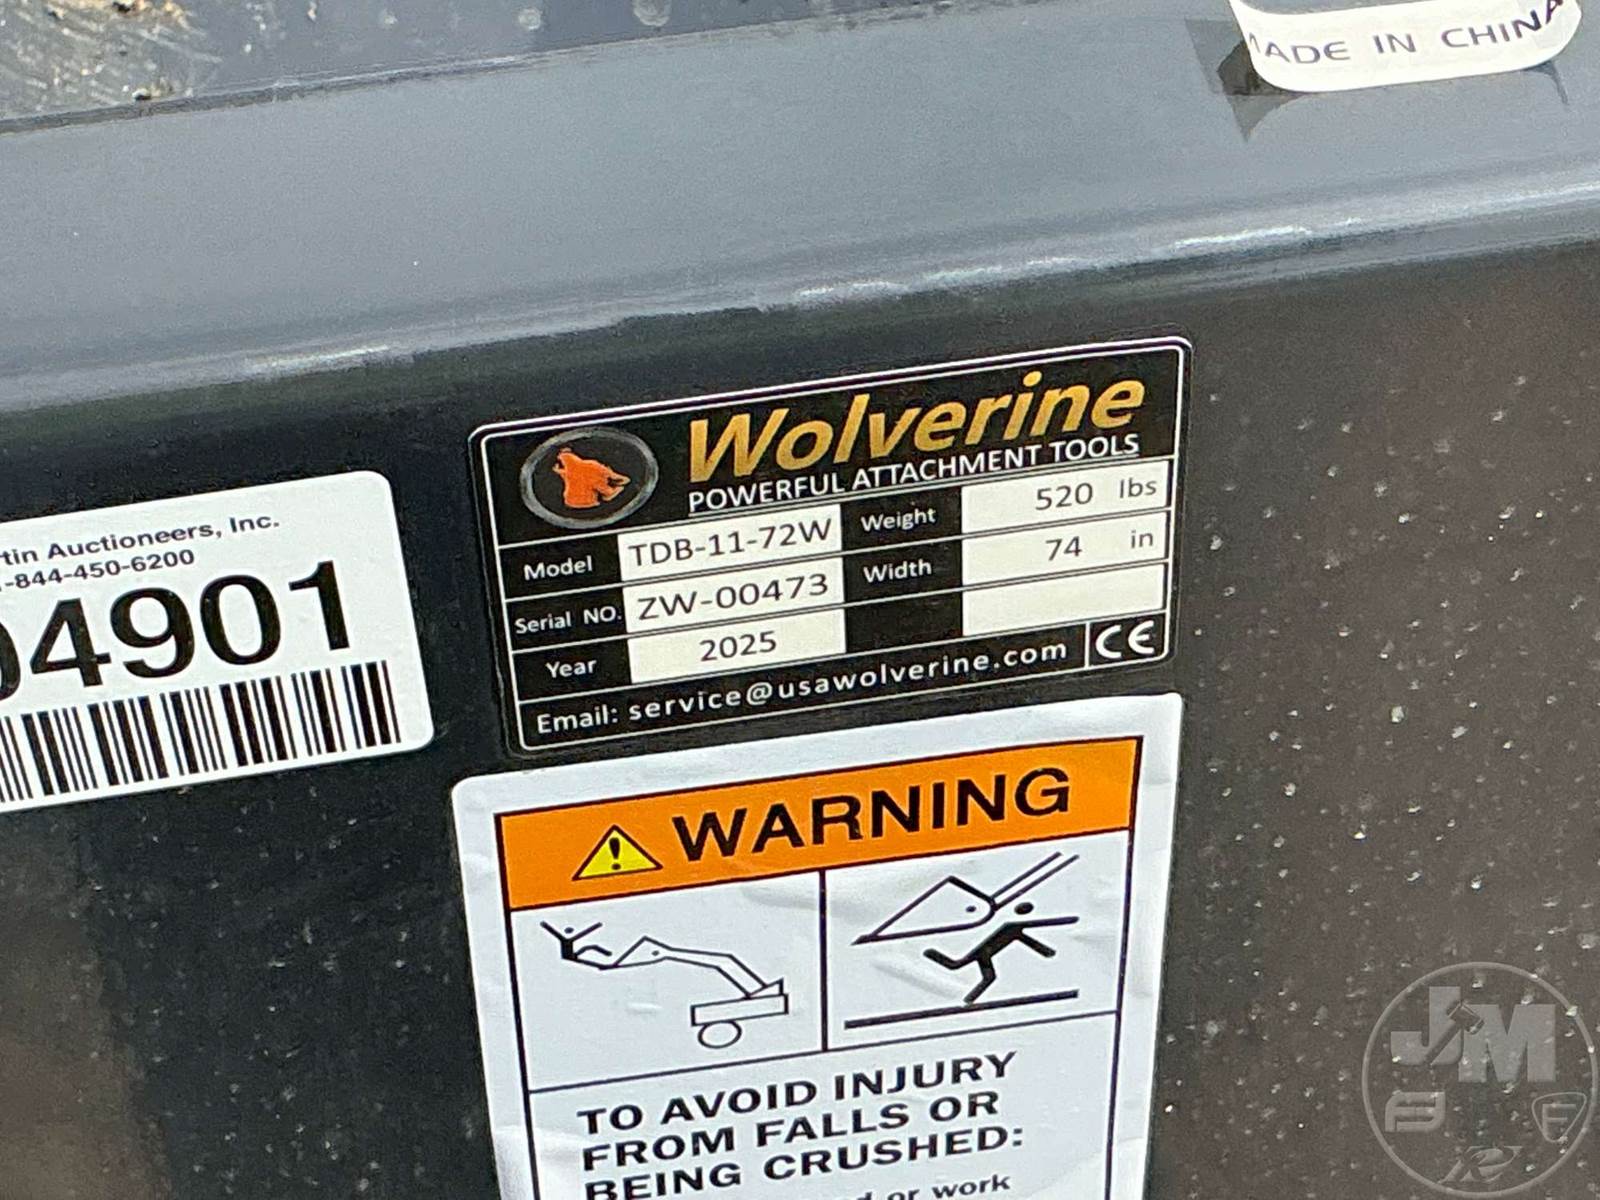 MADE IN CHINA
Wolverine
POWERFUL ATTACHMENT TOOLS
Model TDB-11-72W Weight 520 lbs
Serial NO. ZW-00473 Width 74 in
Year 2025
Email: service@usawolverine.com CE
Auctioneers, Inc.
-844-450-6200
04901
WARNING
TO AVOID INJURY
FROM FALLS OR
BEING CRUSHED:
or work
JM